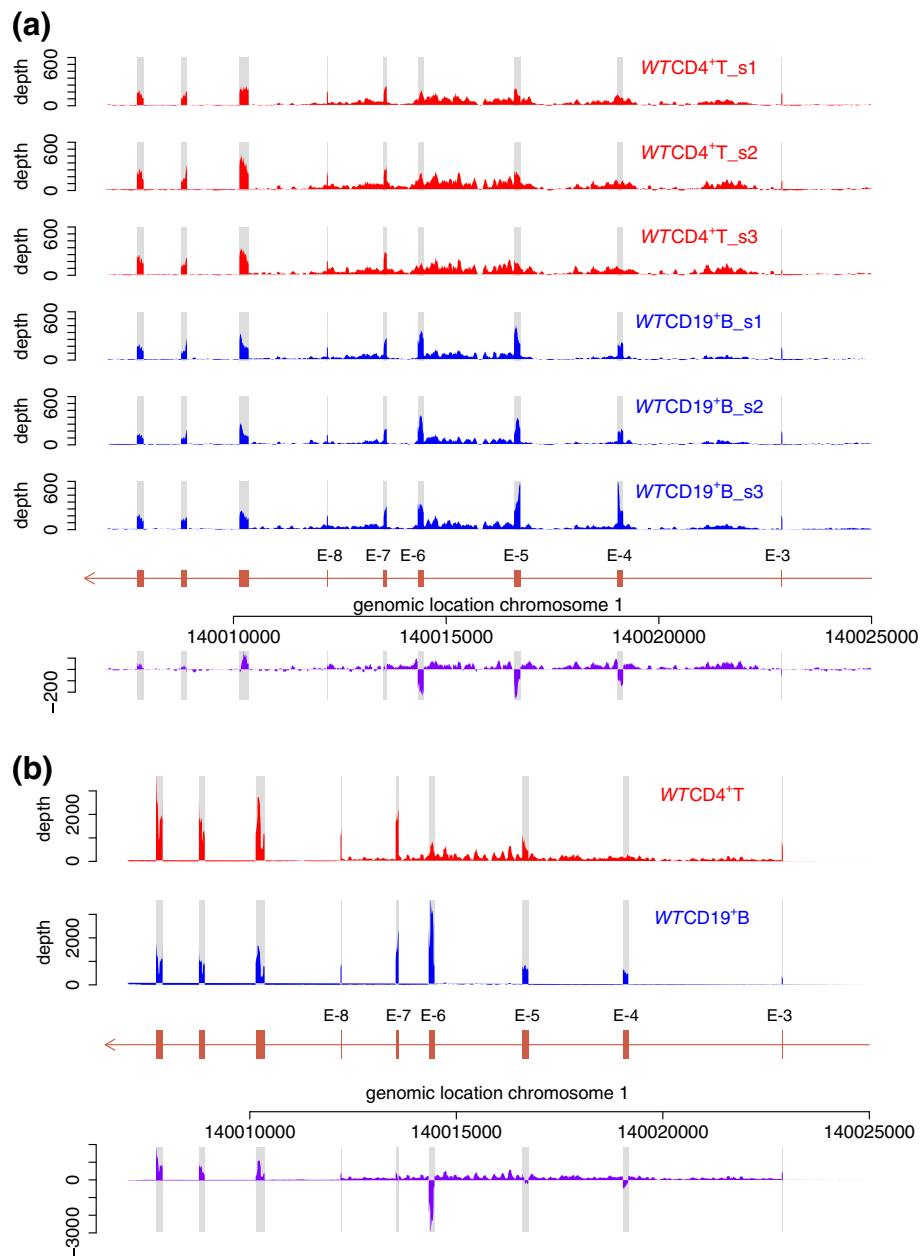 (a)
depth
600
0
WTCD4⁺T_s1
depth
600
0
WTCD4⁺T_s2
depth
600
0
WTCD4⁺T_s3
depth
600
0
WTCD19⁺B_s1
depth
600
0
WTCD19⁺B_s2
depth
600
0
WTCD19⁺B_s3
E-8 E-7 E-6 E-5 E-4 E-3
genomic location chromosome 1
140010000 140015000 140020000 140025000
−200
(b)
depth
2000
0
WTCD4⁺T
depth
2000
0
WTCD19⁺B
E-8 E-7 E-6 E-5 E-4 E-3
genomic location chromosome 1
140010000 140015000 140020000 140025000
0
−3000